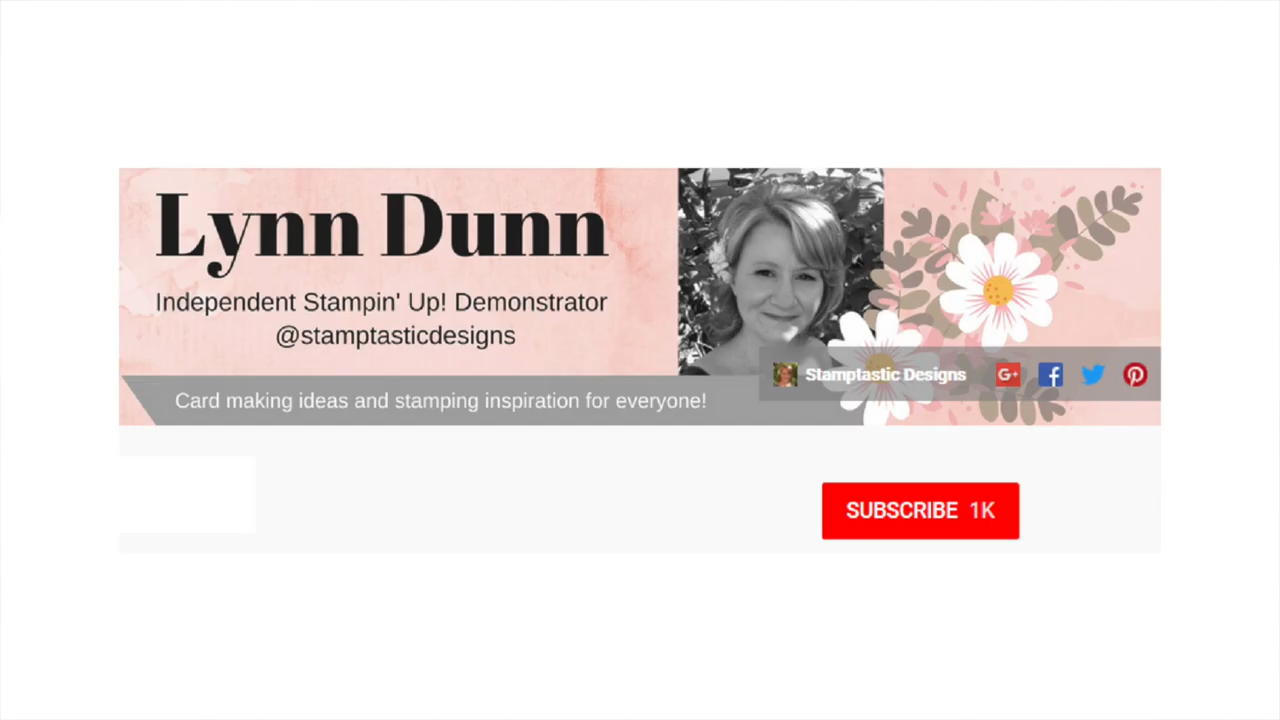 Lynn Dunn
Independent Stampin' Up! Demonstrator
@stamptasticdesigns
Card making ideas and stamping inspiration for everyone!
Stamptastic Designs G+ f
SUBSCRIBE 1K